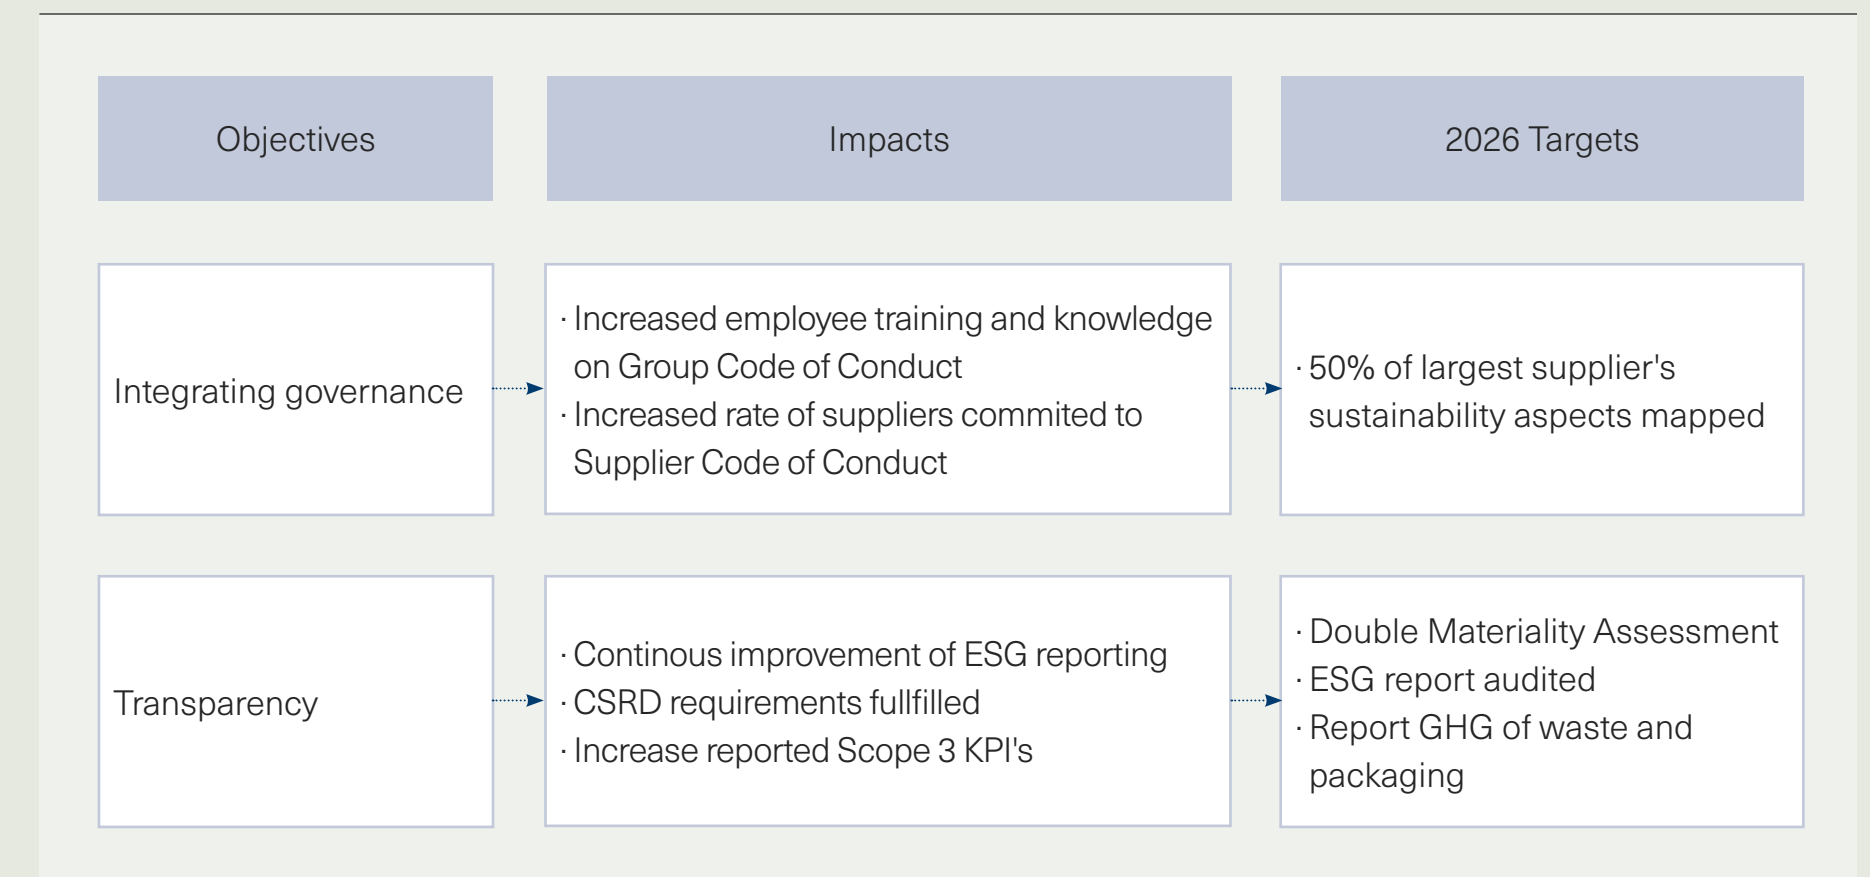 Objectives
Impacts
2026 Targets
Integrating governance
· Increased employee training and knowledge
on Group Code of Conduct
· Increased rate of suppliers commited to
Supplier Code of Conduct
· 50% of largest supplier's
sustainability aspects mapped
Transparency
· Continous improvement of ESG reporting
· CSRD requirements fullfilled
· Increase reported Scope 3 KPI's
· Double Materiality Assessment
· ESG report audited
· Report GHG of waste and
packaging